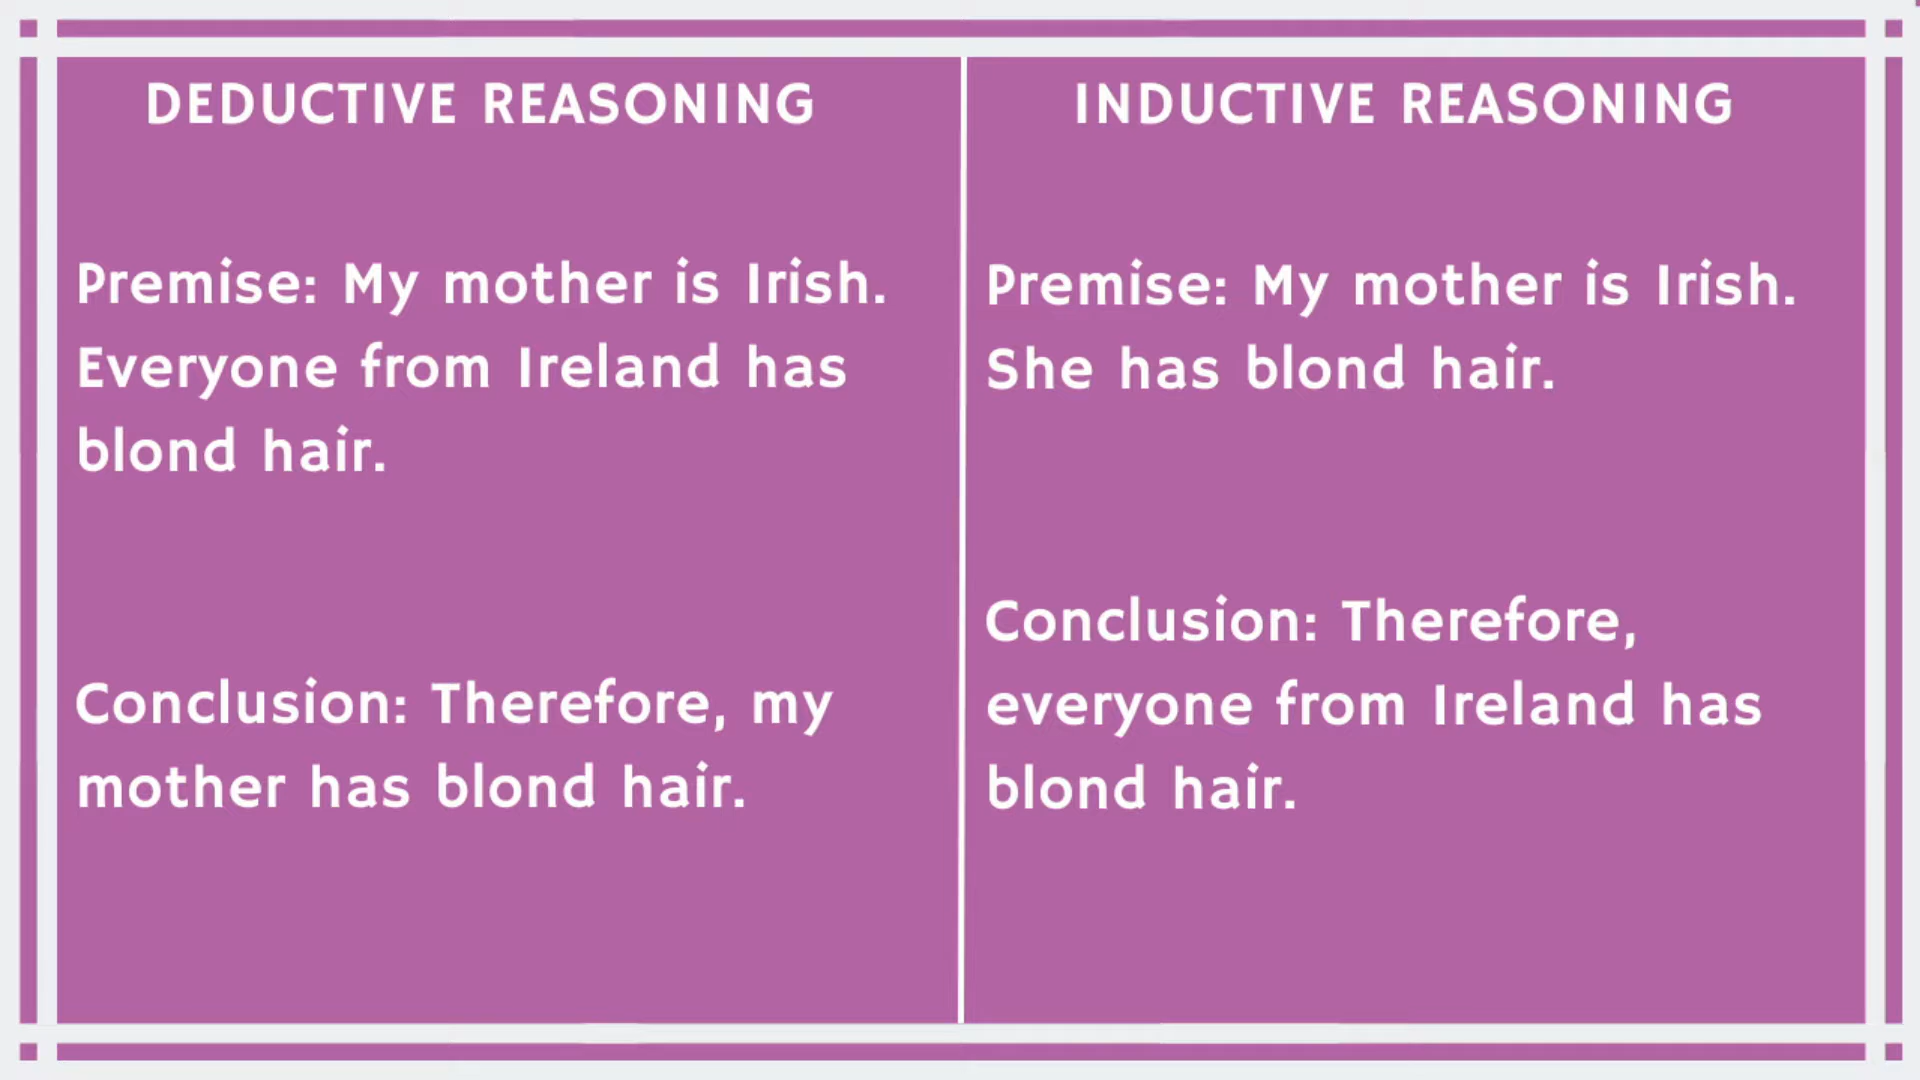 DEDUCTIVE REASONING
Premise: My mother is Irish.
Everyone from Ireland has
blond hair.
Conclusion: Therefore, my
mother has blond hair.
INDUCTIVE REASONING
Premise: My mother is Irish.
She has blond hair.
Conclusion: Therefore,
everyone from Ireland has
blond hair.